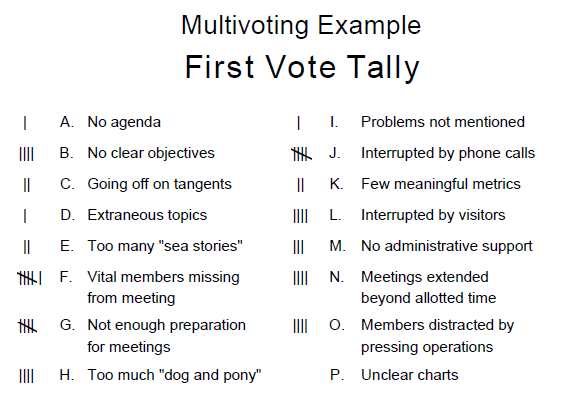 Multivoting Example
First Vote Tally
| A. No agenda
|||| B. No clear objectives
|| C. Going off on tangents
| D. Extraneous topics
|| E. Too many "sea stories"
|||| | F. Vital members missing
from meeting
|||| G. Not enough preparation
for meetings
|||| H. Too much "dog and pony"
| I. Problems not mentioned
|||| J. Interrupted by phone calls
|| K. Few meaningful metrics
|||| L. Interrupted by visitors
||| M. No administrative support
|||| N. Meetings extended
beyond allotted time
|||| O. Members distracted by
pressing operations
P. Unclear charts